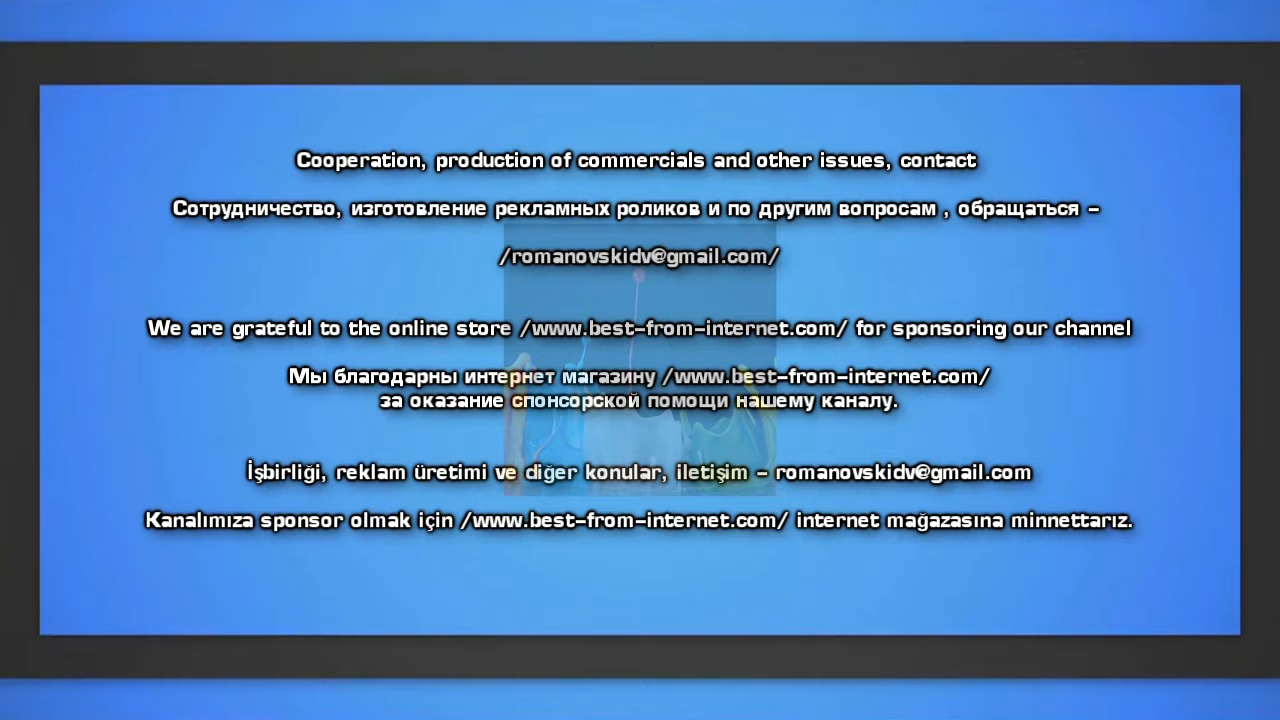 Cooperation, production of commercials and other issues, contact
Сотрудничество, изготовление рекламных роликов и по другим вопросам , обращаться -
/romanovskidv@gmail.com/
We are grateful to the online store /www.best-from-internet.com/ for sponsoring our channel
Мы благодарны интернет магазину /www.best-from-internet.com/
за оказание спонсорской помощи нашему каналу.
İşbirliği, reklam üretimi ve diğer konular, iletişim - romanovskidv@gmail.com
Kanalımıza sponsor olmak için /www.best-from-internet.com/ internet mağazasına minnettarız.